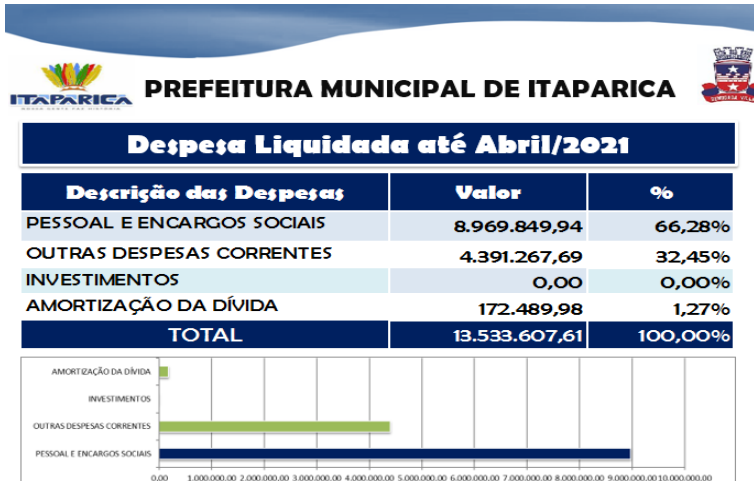 ITAPARICA
PREFEITURA MUNICIPAL DE ITAPARICA
Despesa Liquidada até Abril/2021
Descrição das Despesas Valor %
PESSOAL E ENCARGOS SOCIAIS 8.969.849,94 66,28%
OUTRAS DESPESAS CORRENTES 4.391.267,69 32,45%
INVESTIMENTOS 0,00 0,00%
AMORTIZAÇÃO DA DÍVIDA 172.489,98 1,27%
TOTAL 13.533.607,61 100,00%
AMORTIZAÇÃO DA DÍVIDA
INVESTIMENTOS
OUTRAS DESPESAS CORRENTES
PESSOAL E ENCARGOS SOCIAIS
0,00 1.000.000,00 2.000.000,00 3.000.000,00 4.000.000,00 5.000.000,00 6.000.000,00 7.000.000,00 8.000.000,00 9.000.000,00 10.000.000,00